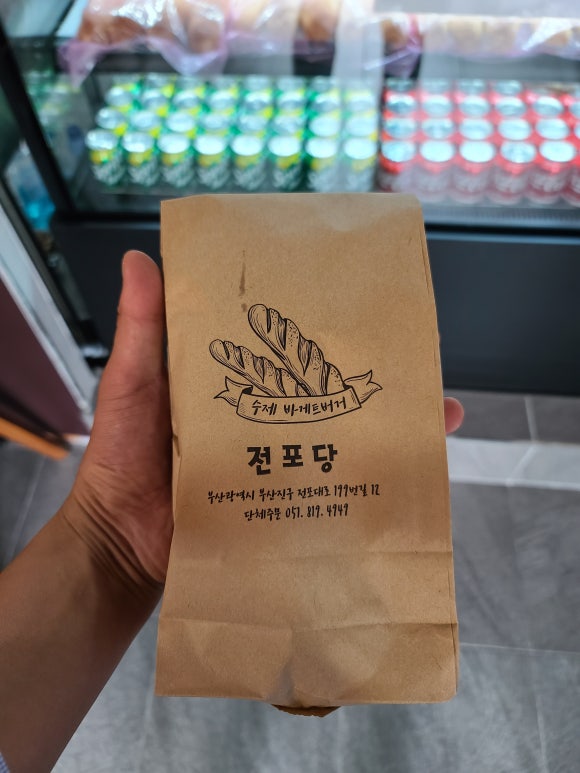 수제 바게트버거
전포당
부산광역시 부산진구 전포대로 199번길 12
단체주문 051. 819. 4949